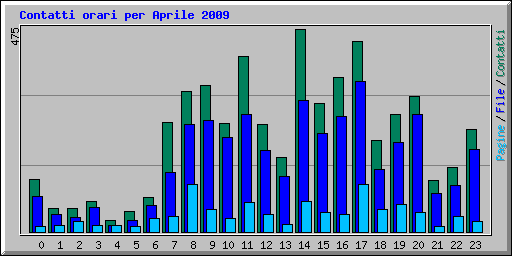 Contatti orari per Aprile 2009
475
Pagine/File/Contatti
0 1 2 3 4 5 6 7 8 9 10 11 12 13 14 15 16 17 18 19 20 21 22 23